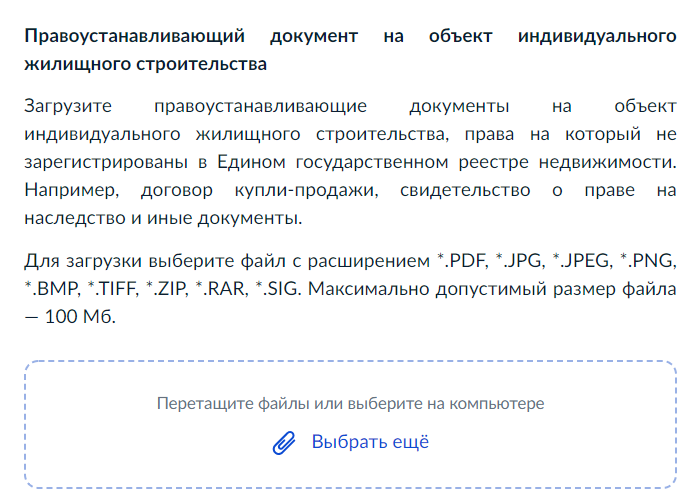 Правоустанавливающий документ на объект индивидуального
жилищного строительства
Загрузите правоустанавливающие документы на объект
индивидуального жилищного строительства, права на который не
зарегистрированы в Едином государственном реестре недвижимости.
Например, договор купли-продажи, свидетельство о праве на
наследство и иные документы.
Для загрузки выберите файл с расширением *.PDF, *.JPG, *.JPEG, *.PNG,
*.BMP, *.TIFF, *.ZIP, *.RAR, *.SIG. Максимально допустимый размер файла
— 100 Мб.
Перетащите файлы или выберите на компьютере
Выбрать ещё